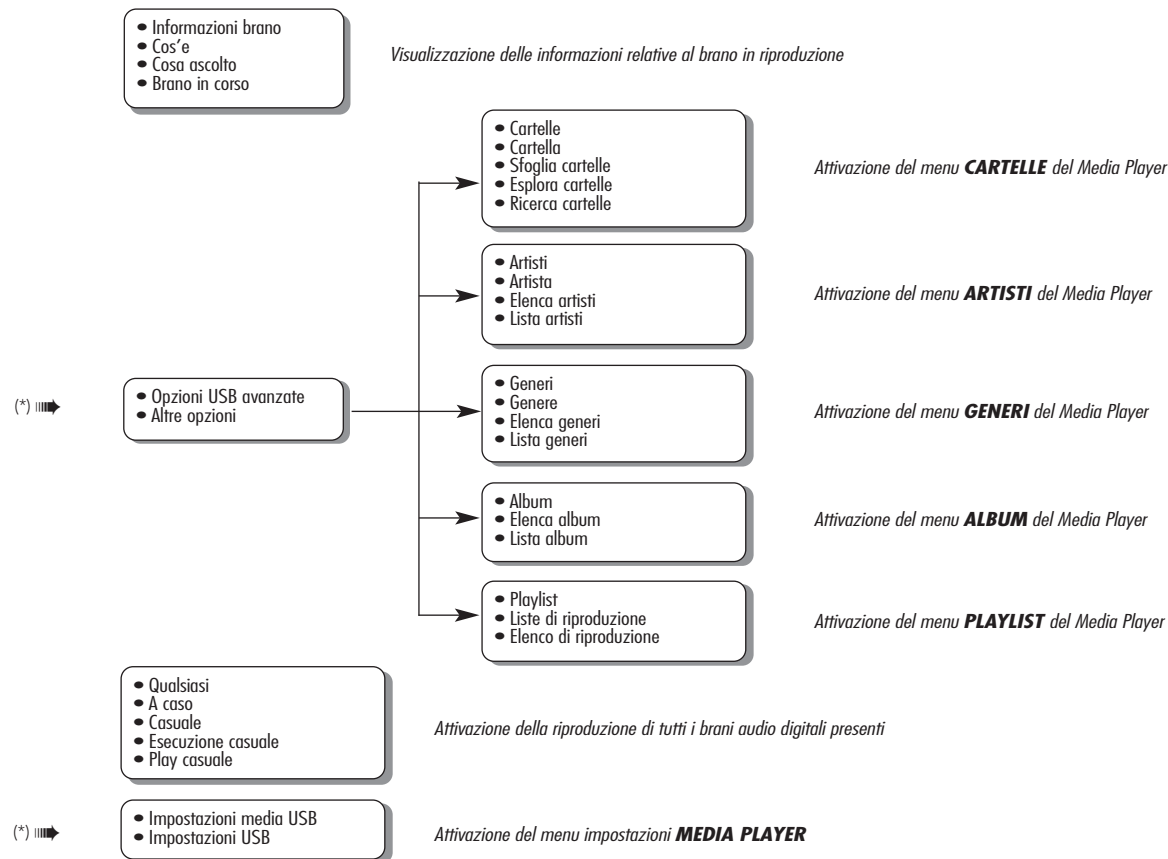 • Informazioni brano
• Cos'e
• Cosa ascolto
• Brano in corso
Visualizzazione delle informazioni relative al brano in riproduzione
• Cartelle
• Cartella
• Sfoglia cartelle
• Esplora cartelle
• Ricerca cartelle
Attivazione del menu CARTELLE del Media Player
• Artisti
• Artista
• Elenca artisti
• Lista artisti
Attivazione del menu ARTISTI del Media Player
(*)
• Opzioni USB avanzate
• Altre opzioni
• Generi
• Genere
• Elenca generi
• Lista generi
Attivazione del menu GENERI del Media Player
• Album
• Elenca album
• Lista album
Attivazione del menu ALBUM del Media Player
• Playlist
• Liste di riproduzione
• Elenco di riproduzione
Attivazione del menu PLAYLIST del Media Player
• Qualsiasi
• A caso
• Casuale
• Esecuzione casuale
• Play casuale
Attivazione della riproduzione di tutti i brani audio digitali presenti
(*)
• Impostazioni media USB
• Impostazioni USB
Attivazione del menu impostazioni MEDIA PLAYER